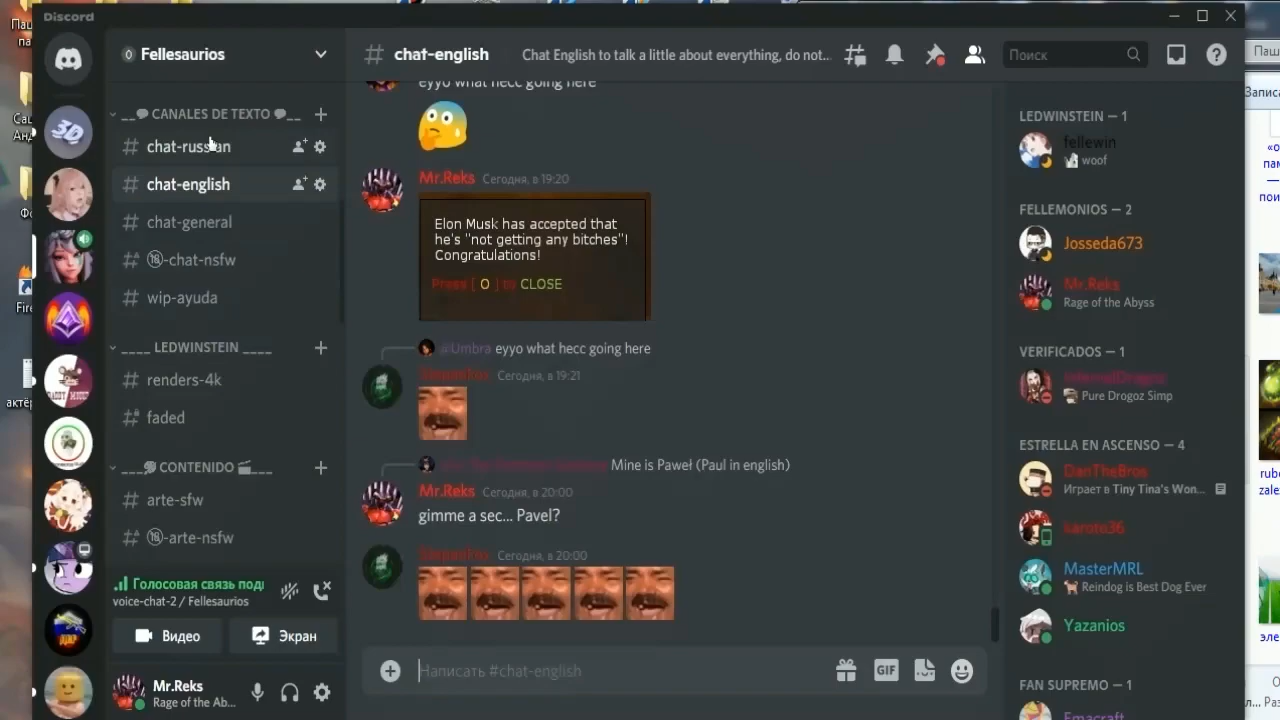 Discord
Fellesaurios
CANALES DE TEXTO
chat-russian
chat-english
chat-general
🔞-chat-nsfw
wip-ayuda
____ LEDWINSTEIN ____
renders-4k
faded
CONTENIDO
arte-sfw
🔞-arte-nsfw
Голосовая связь под
voice-chat-2 / Fellesaurios
Видео
Экран
Mr.Reks
Rage of the Ab...
# chat-english
Chat English to talk a little about everything, do not...
Поиск
eyyo what hecc going here
Mr.Reks Сегодня, в 19:20
Elon Musk has accepted that
he's "not getting any bitches"!
Congratulations!
Press [ O ] to CLOSE
@Umbra eyyo what hecc going here
Сегодня, в 19:21
Mine is Paweł (Paul in english)
Mr.Reks Сегодня, в 20:00
gimme a sec... Pavel?
Сегодня, в 20:00
Написать #chat-english
GIF
LEDWINSTEIN — 1
fellewin
woof
FELLEMONIOS — 2
Josseda673
Mr.Reks
Rage of the Abyss
VERIFICADOS — 1
InfernalDrogoz
Pure Drogoz Simp
ESTRELLA EN ASCENSO — 4
DanTheBros
Играет в Tiny Tina's Won...
karoto36
MasterMRL
Reindog is Best Dog Ever
Yazanios
FAN SUPREMO — 1
Emacraft